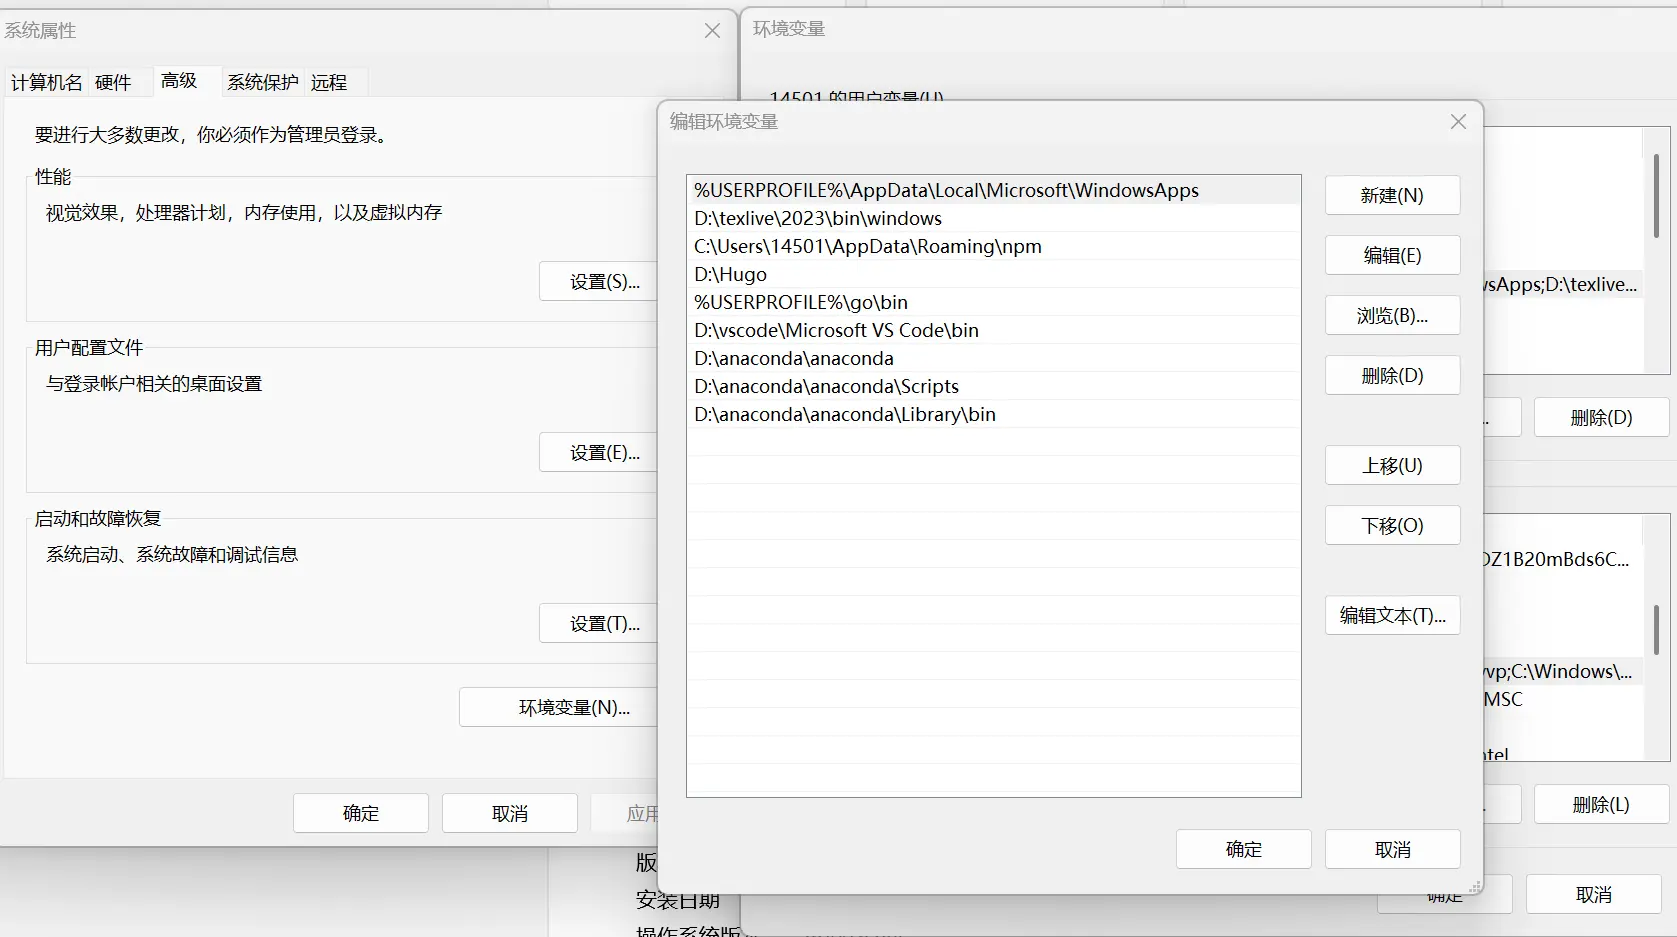 系统属性
计算机名
硬件
高级
系统保护
远程
要进行大多数更改，你必须作为管理员登录。
性能
视觉效果，处理器计划，内存使用，以及虚拟内存
设置(S)...
用户配置文件
与登录帐户相关的桌面设置
设置(E)...
启动和故障恢复
系统启动、系统故障和调试信息
设置(T)...
环境变量(N)...
确定
取消
应用
版
安装日期
操作系统版
环境变量
14501 的用户变量(U)
编辑环境变量
%USERPROFILE%\AppData\Local\Microsoft\WindowsApps
D:\texlive\2023\bin\windows
C:\Users\14501\AppData\Roaming\npm
D:\Hugo
%USERPROFILE%\go\bin
D:\vscode\Microsoft VS Code\bin
D:\anaconda\anaconda
D:\anaconda\anaconda\Scripts
D:\anaconda\anaconda\Library\bin
新建(N)
编辑(E)
浏览(B)...
删除(D)
上移(U)
下移(O)
编辑文本(T)...
确定
取消
sApps;D:\texlive...
删除(D)
Z1B20mBds6C...
vp;C:\Windows\...
MSC
ntel
删除(L)
确定
取消